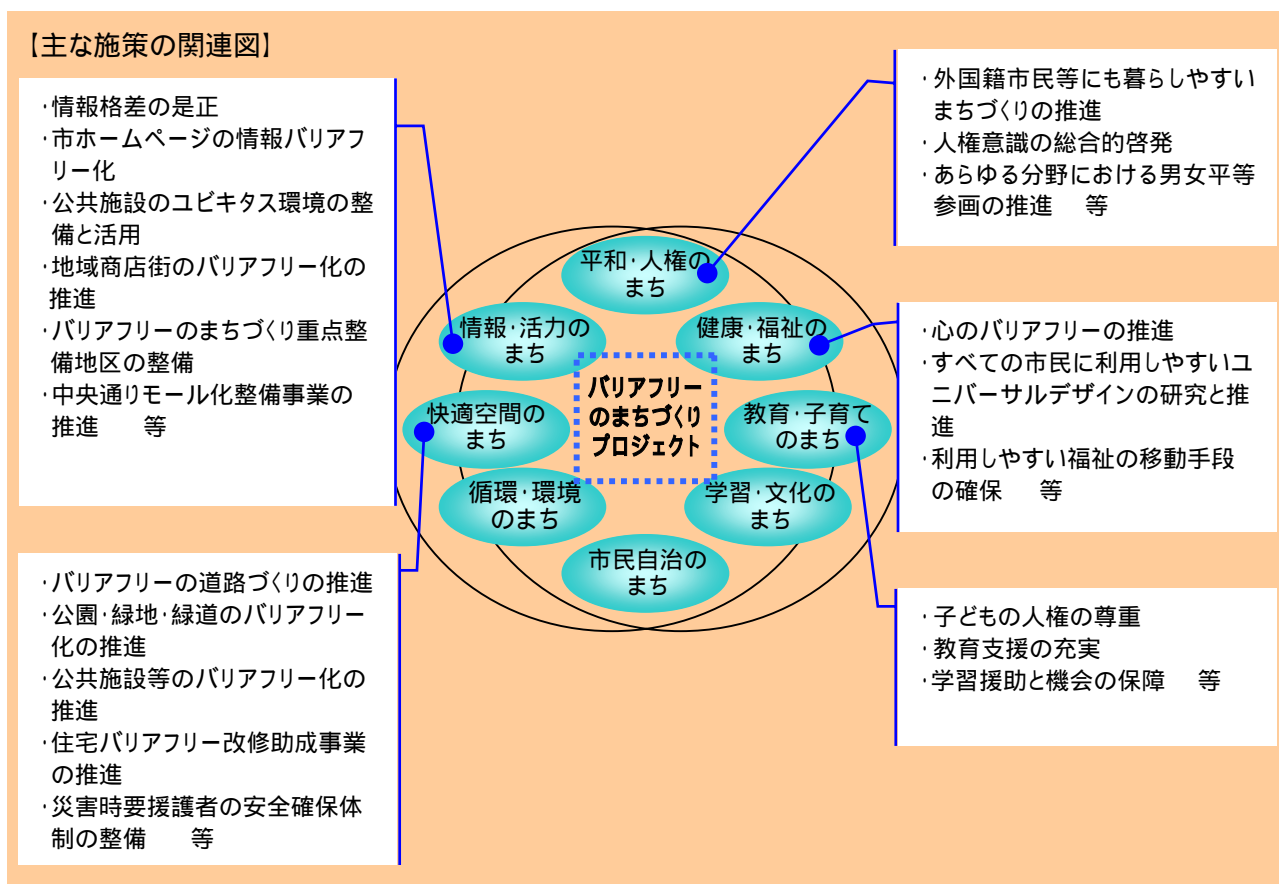 【主な施策の関連図】
・情報格差の是正
・市ホームページの情報バリアフ
リー化
・公共施設のユビキタス環境の整
備と活用
・地域商店街のバリアフリー化の
推進
・バリアフリーのまちづくり重点整
備地区の整備
・中央通りモール化整備事業の
推進　等
・バリアフリーの道路づくりの推進
・公園・緑地・緑道のバリアフリー
化の推進
・公共施設等のバリアフリー化の
推進
・住宅バリアフリー改修助成事業
の推進
・災害時要援護者の安全確保体
制の整備　等
平和・人権の
まち
情報・活力の
まち
健康・福祉の
まち
バリアフリー
のまちづくり
プロジェクト
快適空間の
まち
教育・子育て
のまち
循環・環境
のまち
学習・文化の
まち
市民自治の
まち
・外国籍市民等にも暮らしやすい
まちづくりの推進
・人権意識の総合的啓発
・あらゆる分野における男女平等
参画の推進　等
・心のバリアフリーの推進
・すべての市民に利用しやすいユ
ニバーサルデザインの研究と推
進
・利用しやすい福祉の移動手段
の確保　等
・子どもの人権の尊重
・教育支援の充実
・学習援助と機会の保障　等